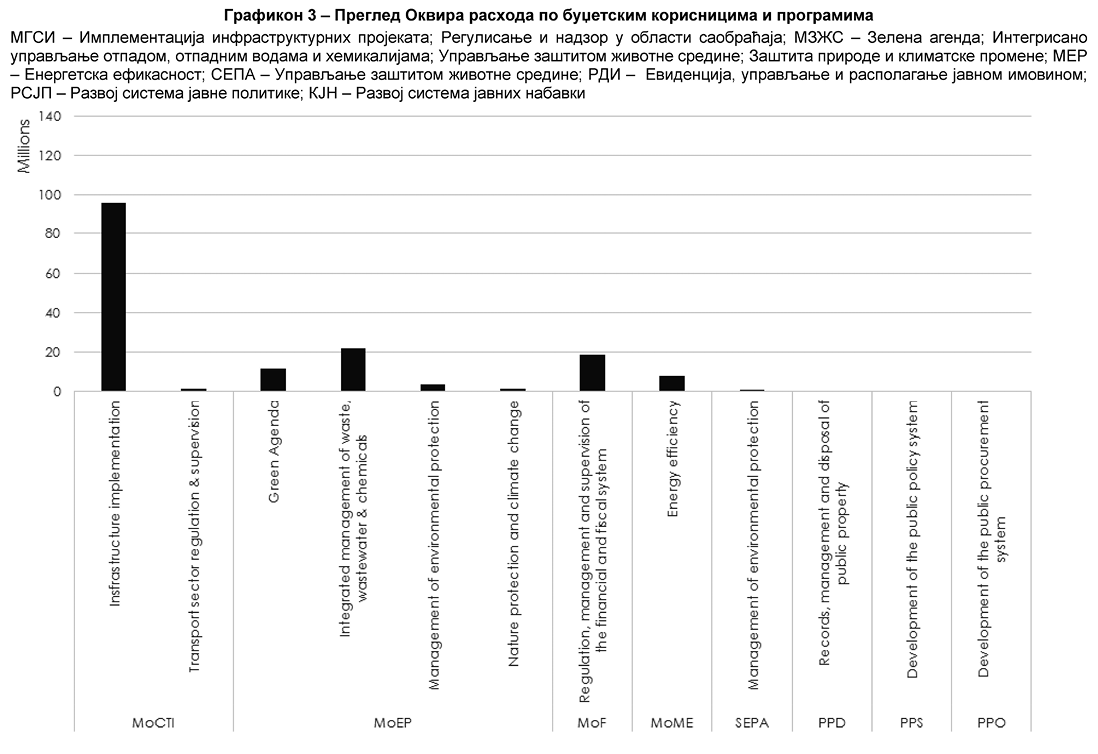 Графикон 3 – Преглед Оквира расхода по буџетским корисницима и програмима
МГСИ – Имплементација инфраструктурних пројеката; Регулисање и надзор у области саобраћаја; МЗЖС – Зелена агенда; Интегрисано
управљање отпадом, отпадним водама и хемикалијама; Управљање заштитом животне средине; Заштита природе и климатске промене; МЕР
– Енергетска ефикасност; СЕПА – Управљање заштитом животне средине; РДИ – Евиденција, управљање и располагање јавном имовином;
РСЈП – Развој система јавне политике; КЈН – Развој система јавних набавки
Millions
140
120
100
80
60
40
20
0
Insfrastructure implementation
Transport sector regulation & supervision
Green Agenda
Integrated management of waste,
wastewater & chemicals
Management of environmental protection
Nature protection and climate change
Regulation, management and supervision of
the financial and fiscal system
Energy efficiency
Management of environmental protection
Records, management and disposal of
public property
Development of the public policy system
Development of the public procurement
system
MoCTI
MoEP
MoF
MoME
SEPA
PPD
PPS
PPO